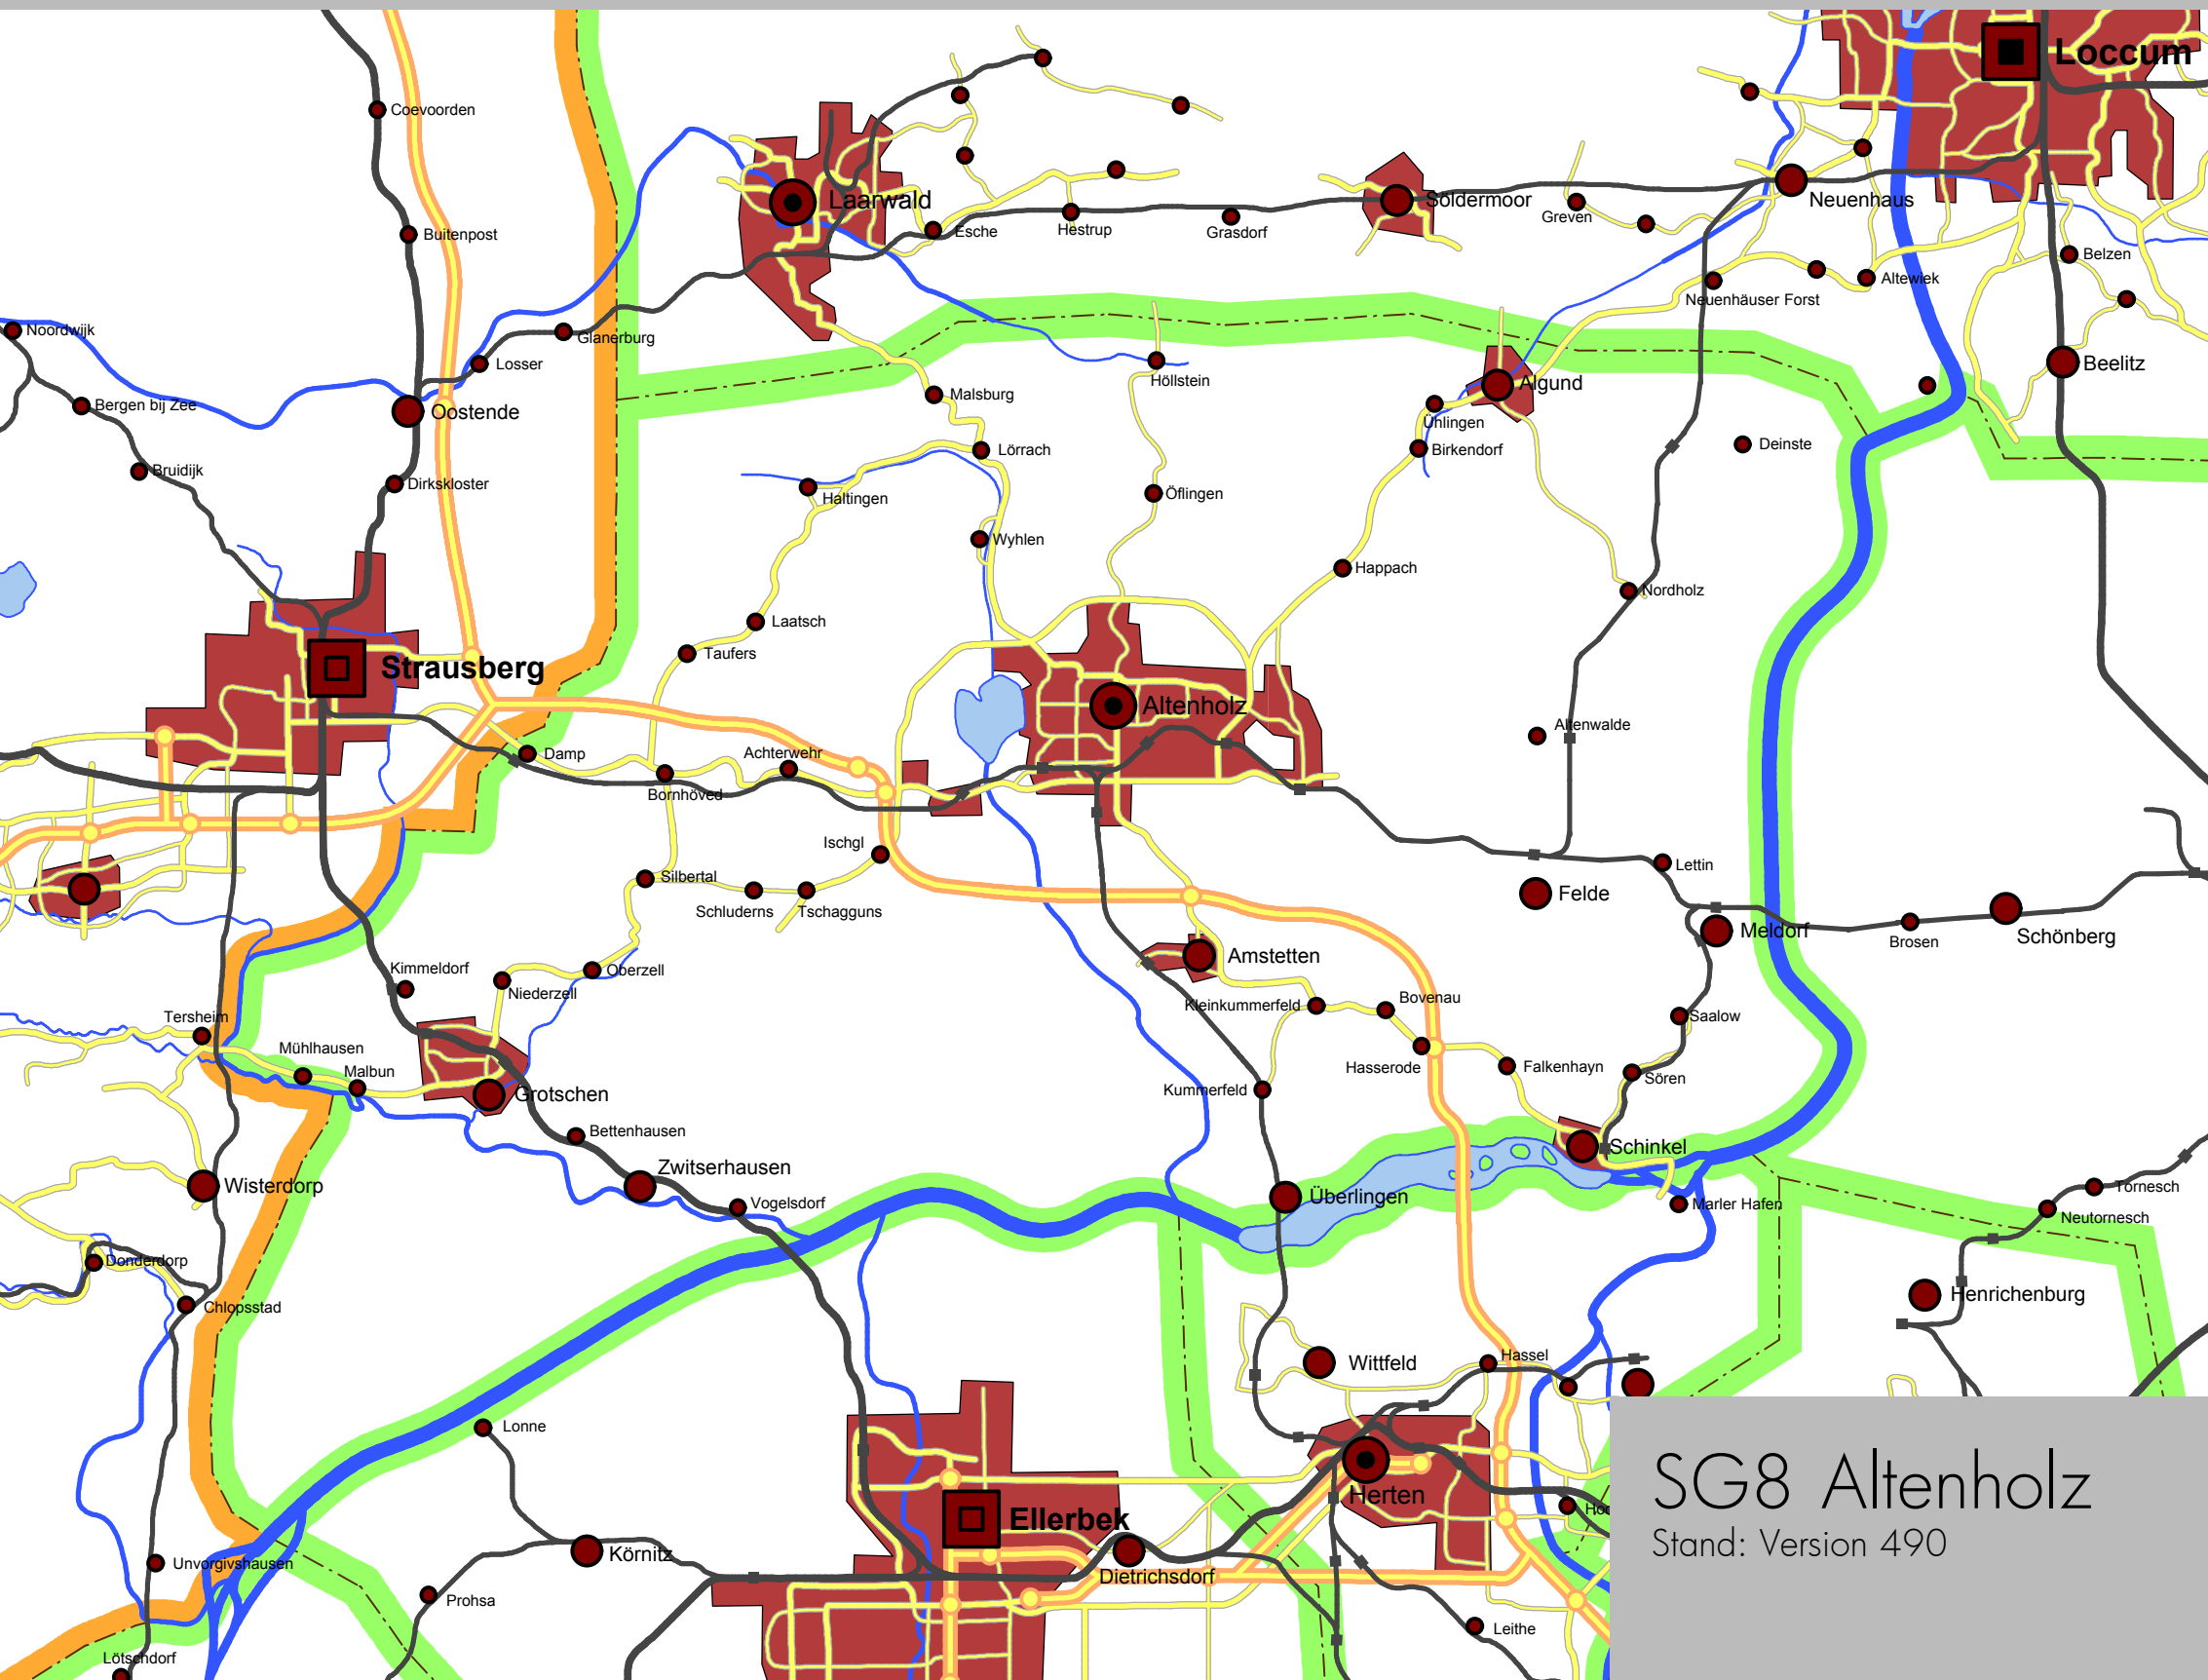 Loccum
Coevoorden
Laarwald
Söldermoor
Neuenhaus
Greven
Buitenpost
Esche
Hestrup
Grasdorf
Belzen
Altewiek
Neuenhäuser Forst
Noordwijk
Glanerburg
Losser
Beelitz
Höllstein
Algund
Malsburg
Bergen bij Zee
Oostende
Ühlingen
Deinste
Lörrach
Birkendorf
Bruidijk
Dirkskloster
Haltingen
Öflingen
Wyhlen
Happach
Nordholz
Laatsch
Taufers
Strausberg
Altenholz
Altenwalde
Damp
Achterwehr
Bornhöved
Ischgl
Lettin
Silbertal
Felde
Schluderns
Tschagguns
Meldorf
Brosen
Schönberg
Amstetten
Kimmeldorf
Oberzell
Niederzell
Kleinkummerfeld
Bovenau
Tersheim
Saalow
Mühlhausen
Malbun
Hasserode
Falkenhayn
Sören
Grotschen
Kummerfeld
Bettenhausen
Schinkel
Zwitserhausen
Wisterdorp
Vogelsdorf
Überlingen
Marler Hafen
Tornesch
Neutornesch
Donderdorp
Chlopsstad
Henrichenburg
Hassel
Wittfeld
Lonne
Herten
SG8 Altenholz
Ellerbek
Stand: Version 490
Körnitz
Unvorgivshausen
Dietrichsdorf
Prohsa
Leithe
Lötschdorf